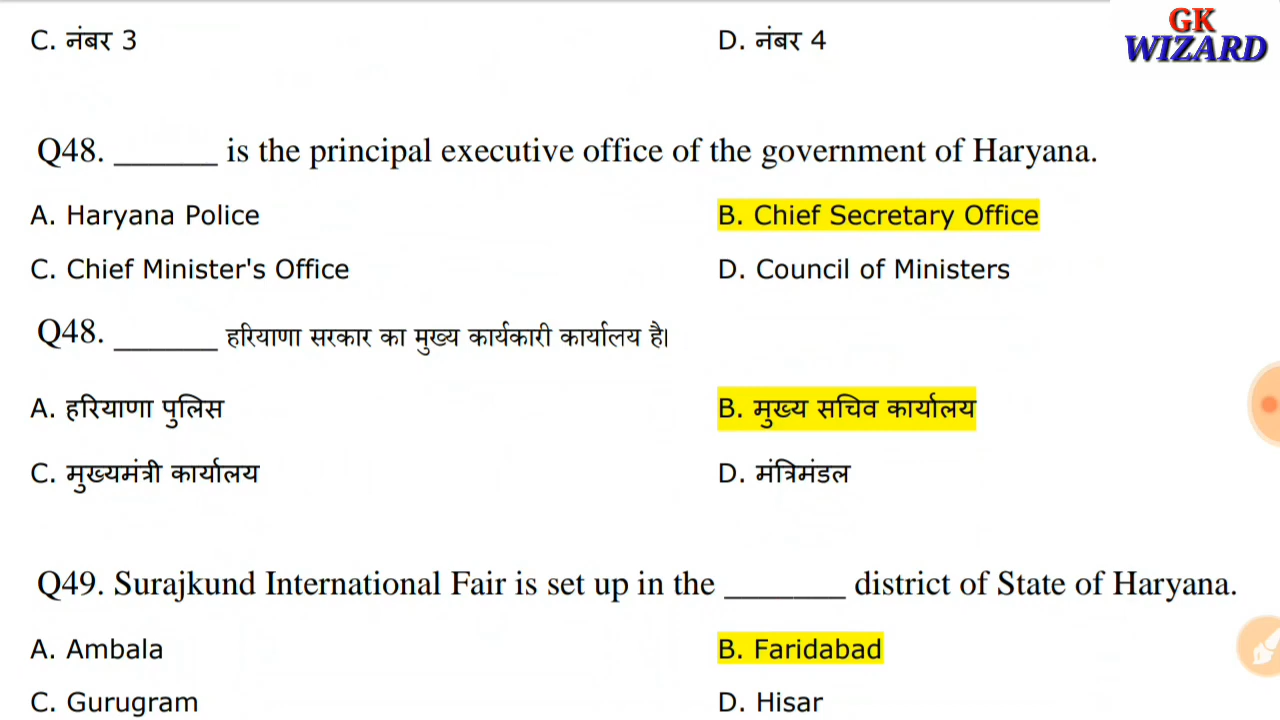 GK
WIZARD
C. नंबर 3
D. नंबर 4
Q48. ______ is the principal executive office of the government of Haryana.
A. Haryana Police
B. Chief Secretary Office
C. Chief Minister's Office
D. Council of Ministers
Q48. ______ हरियाणा सरकार का मुख्य कार्यकारी कार्यालय है।
A. हरियाणा पुलिस
B. मुख्य सचिव कार्यालय
C. मुख्यमंत्री कार्यालय
D. मंत्रिमंडल
Q49. Surajkund International Fair is set up in the _______ district of State of Haryana.
A. Ambala
B. Faridabad
C. Gurugram
D. Hisar